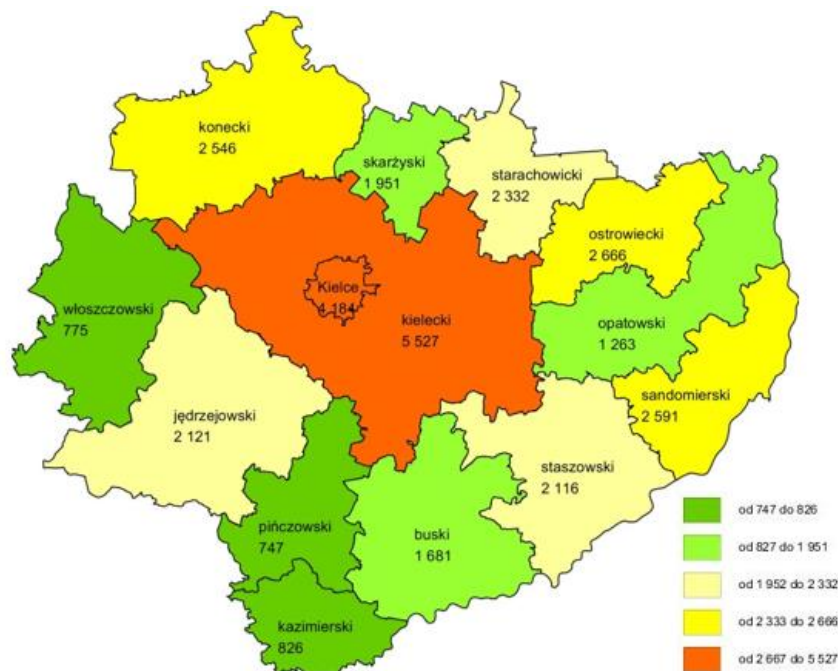 konecki
2 546
skarżyski
1 951
starachowicki
2 332
ostrowiecki
2 666
Kielce
4 184
włoszczowski
775
kielecki
5 527
opatowski
1 263
sandomierski
2 591
jędrzejowski
2 121
staszowski
2 116
pińczowski
747
buski
1 681
kazimierski
826
od 747 do 826
od 827 do 1 951
od 1 952 do 2 332
od 2 333 do 2 666
od 2 667 do 5 527